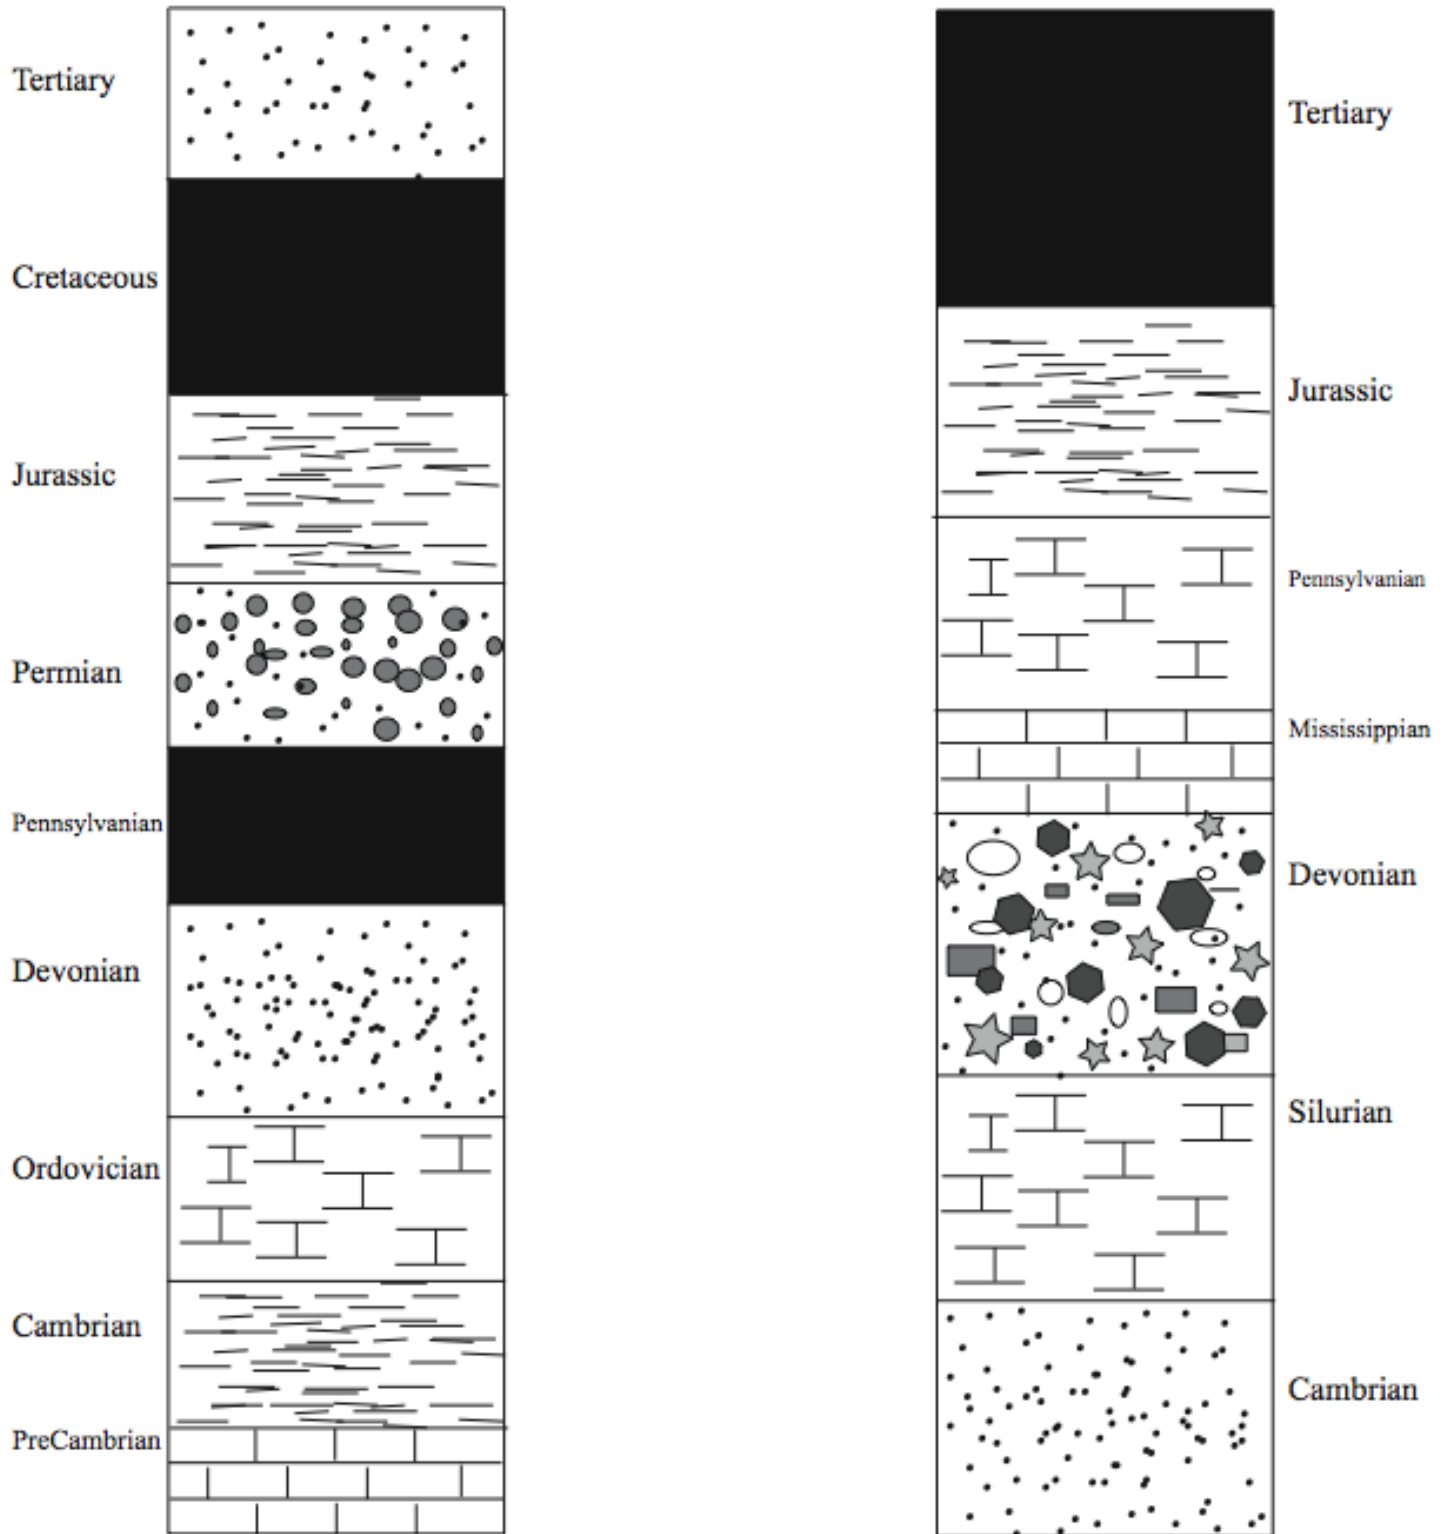 Tertiary
Cretaceous
Jurassic
Permian
Pennsylvanian
Devonian
Ordovician
Cambrian
PreCambrian
Tertiary
Jurassic
Pennsylvanian
Mississippian
Devonian
Silurian
Cambrian